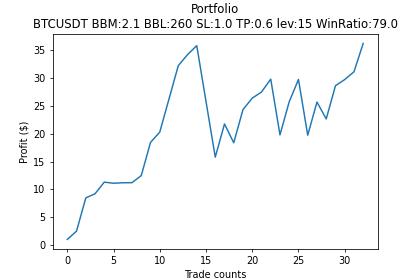 Portfolio
BTCUSDT BBM:2.1 BBL:260 SL:1.0 TP:0.6 lev:15 WinRatio:79.0
35
30
25
20
15
10
5
0
Profit ($)
0 5 10 15 20 25 30
Trade counts